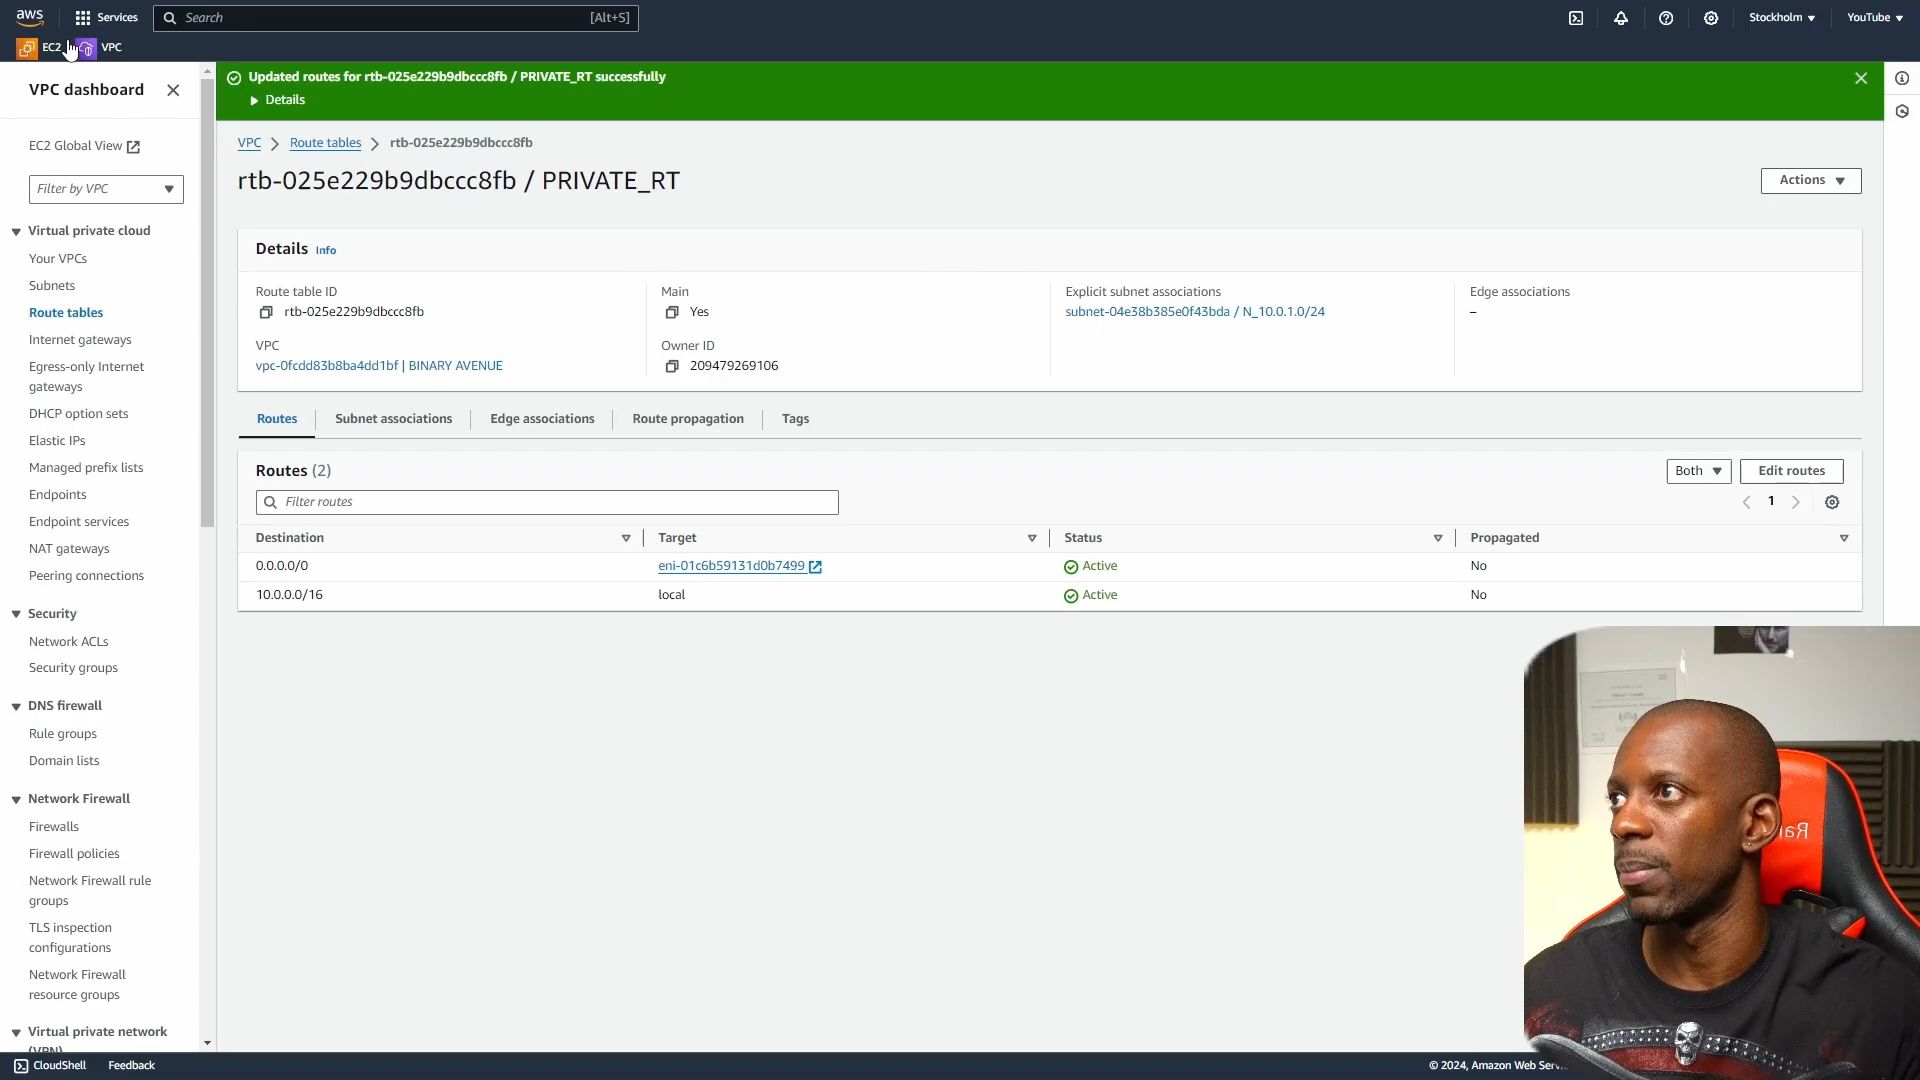 aws
Services
Search
[Alt+S]
Stockholm
YouTube
EC2
VPC
VPC dashboard
EC2 Global View
Filter by VPC
Virtual private cloud
Your VPCs
Subnets
Route tables
Internet gateways
Egress-only Internet
gateways
DHCP option sets
Elastic IPs
Managed prefix lists
Endpoints
Endpoint services
NAT gateways
Peering connections
Security
Network ACLs
Security groups
DNS firewall
Rule groups
Domain lists
Network Firewall
Firewalls
Firewall policies
Network Firewall rule
groups
TLS inspection
configurations
Network Firewall
resource groups
Virtual private network
(VPN)
Updated routes for rtb-025e229b9dbccc8fb / PRIVATE_RT successfully
Details
VPC
Route tables
rtb-025e229b9dbccc8fb
rtb-025e229b9dbccc8fb / PRIVATE_RT
Actions
Details Info
Route table ID
rtb-025e229b9dbccc8fb
Main
Yes
Explicit subnet associations
subnet-04e38b385e0f43bda / N_10.0.1.0/24
Edge associations
–
VPC
vpc-0fcdd83b8ba4dd1bf | BINARY AVENUE
Owner ID
209479269106
Routes
Subnet associations
Edge associations
Route propagation
Tags
Routes (2)
Both
Edit routes
Filter routes
1
Destination
Target
Status
Propagated
0.0.0.0/0
eni-01c6b59131d0b7499
Active
No
10.0.0.0/16
local
Active
No
CloudShell
Feedback
© 2024, Amazon Web Serv